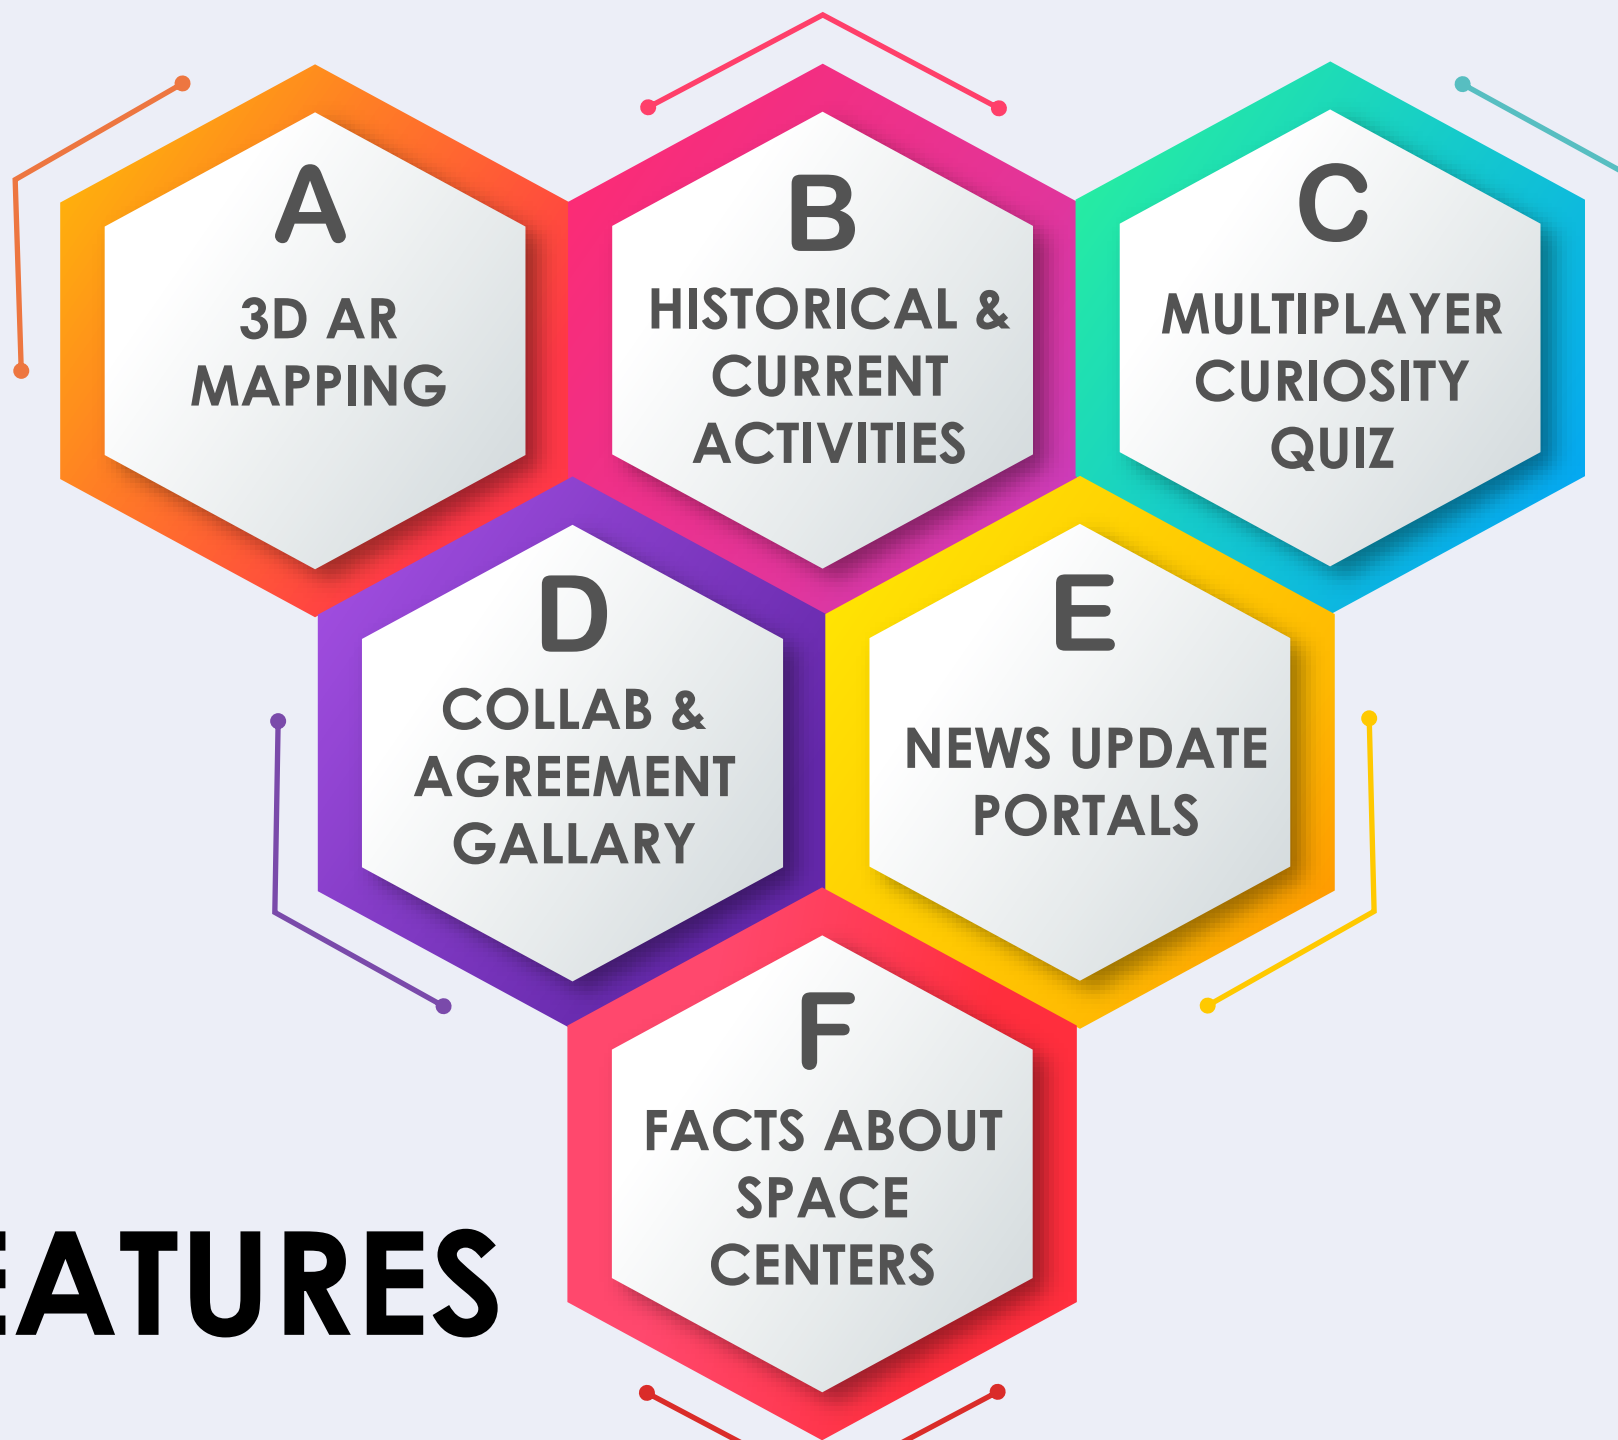 A
3D AR
MAPPING
B
HISTORICAL &
CURRENT
ACTIVITIES
C
MULTIPLAYER
CURIOSITY
QUIZ
D
COLLAB &
AGREEMENT
GALLARY
E
NEWS UPDATE
PORTALS
F
FACTS ABOUT
SPACE
CENTERS
EATURES